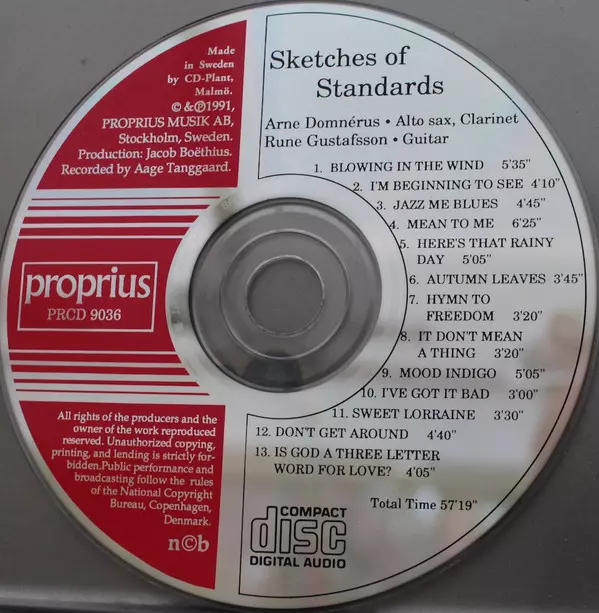 Made
in Sweden
by CD-Plant,
Malmö.
© &℗1991,
PROPRIUS MUSIK AB,
Stockholm, Sweden.
Production: Jacob Boëthius.
Recorded by Aage Tanggaard.
proprius
PRCD 9036
All rights of the producers and the
owner of the work reproduced
reserved. Unauthorized copying,
printing, and lending is strictly for-
bidden.Public performance and
broadcasting follow the rules
of the National Copyright
Bureau, Copenhagen,
Denmark.
n©b
Sketches of
Standards
Arne Domnérus • Alto sax, Clarinet
Rune Gustafsson • Guitar
1. BLOWING IN THE WIND 5'35"
2. I'M BEGINNING TO SEE 4'10"
3. JAZZ ME BLUES 4'45"
4. MEAN TO ME 6'25"
5. HERE'S THAT RAINY
DAY 5'05"
6. AUTUMN LEAVES 3'45"
7. HYMN TO
FREEDOM 3'20"
8. IT DON'T MEAN
A THING 3'20"
9. MOOD INDIGO 5'05"
10. I'VE GOT IT BAD 3'00"
11. SWEET LORRAINE 3'30"
12. DON'T GET AROUND 4'40"
13. IS GOD A THREE LETTER
WORD FOR LOVE? 4'05"
Total Time 57'19"
COMPACT
disc
DIGITAL AUDIO